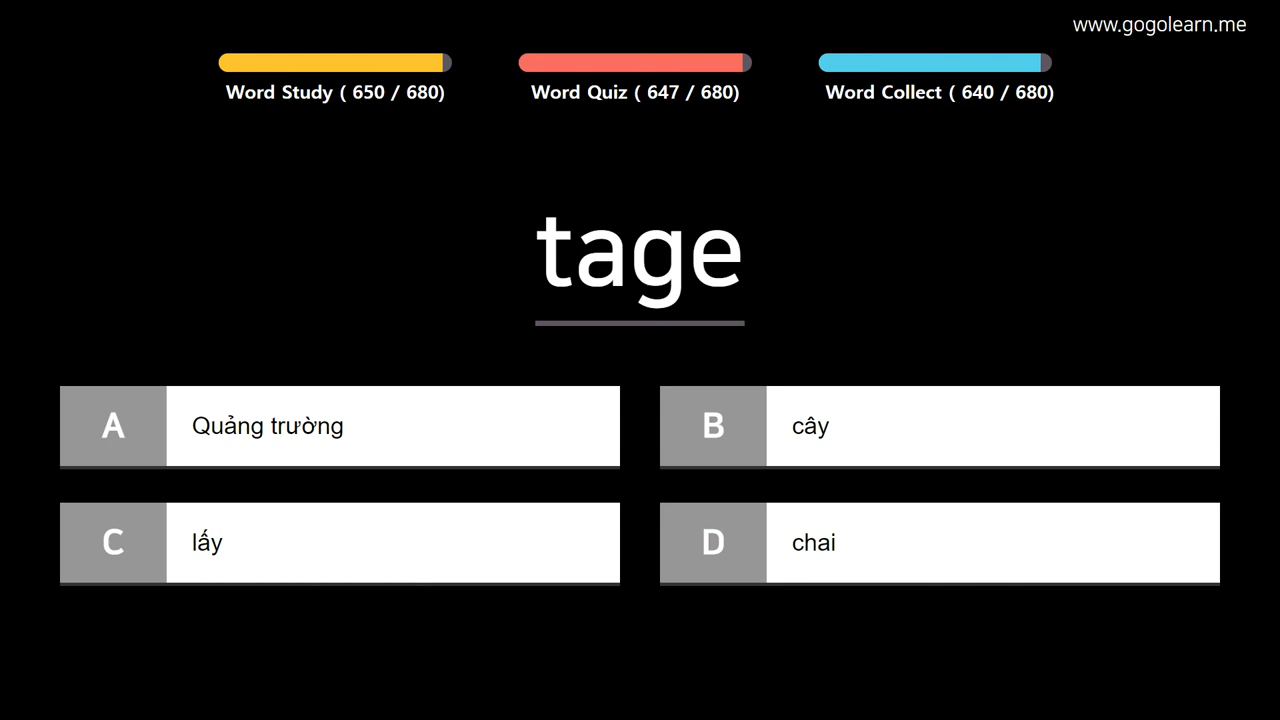 www.gogolearn.me
Word Study ( 650 / 680)
Word Quiz ( 647 / 680)
Word Collect ( 640 / 680)
tage
A Quảng trường
B cây
C lấy
D chai